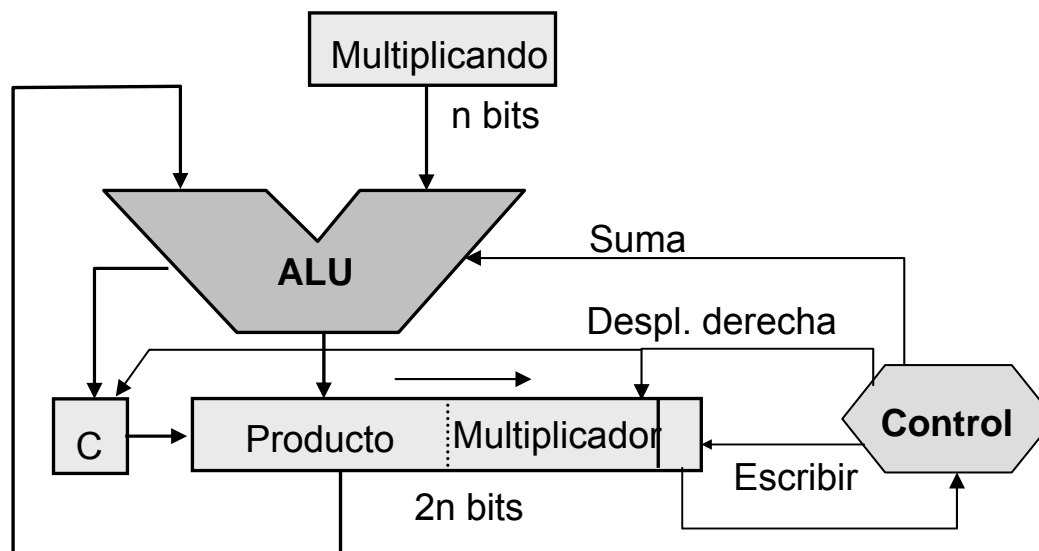 Multiplicando
n bits
Suma
ALU
Despl. derecha
Control
C
Producto
Multiplicador
Escribir
2n bits